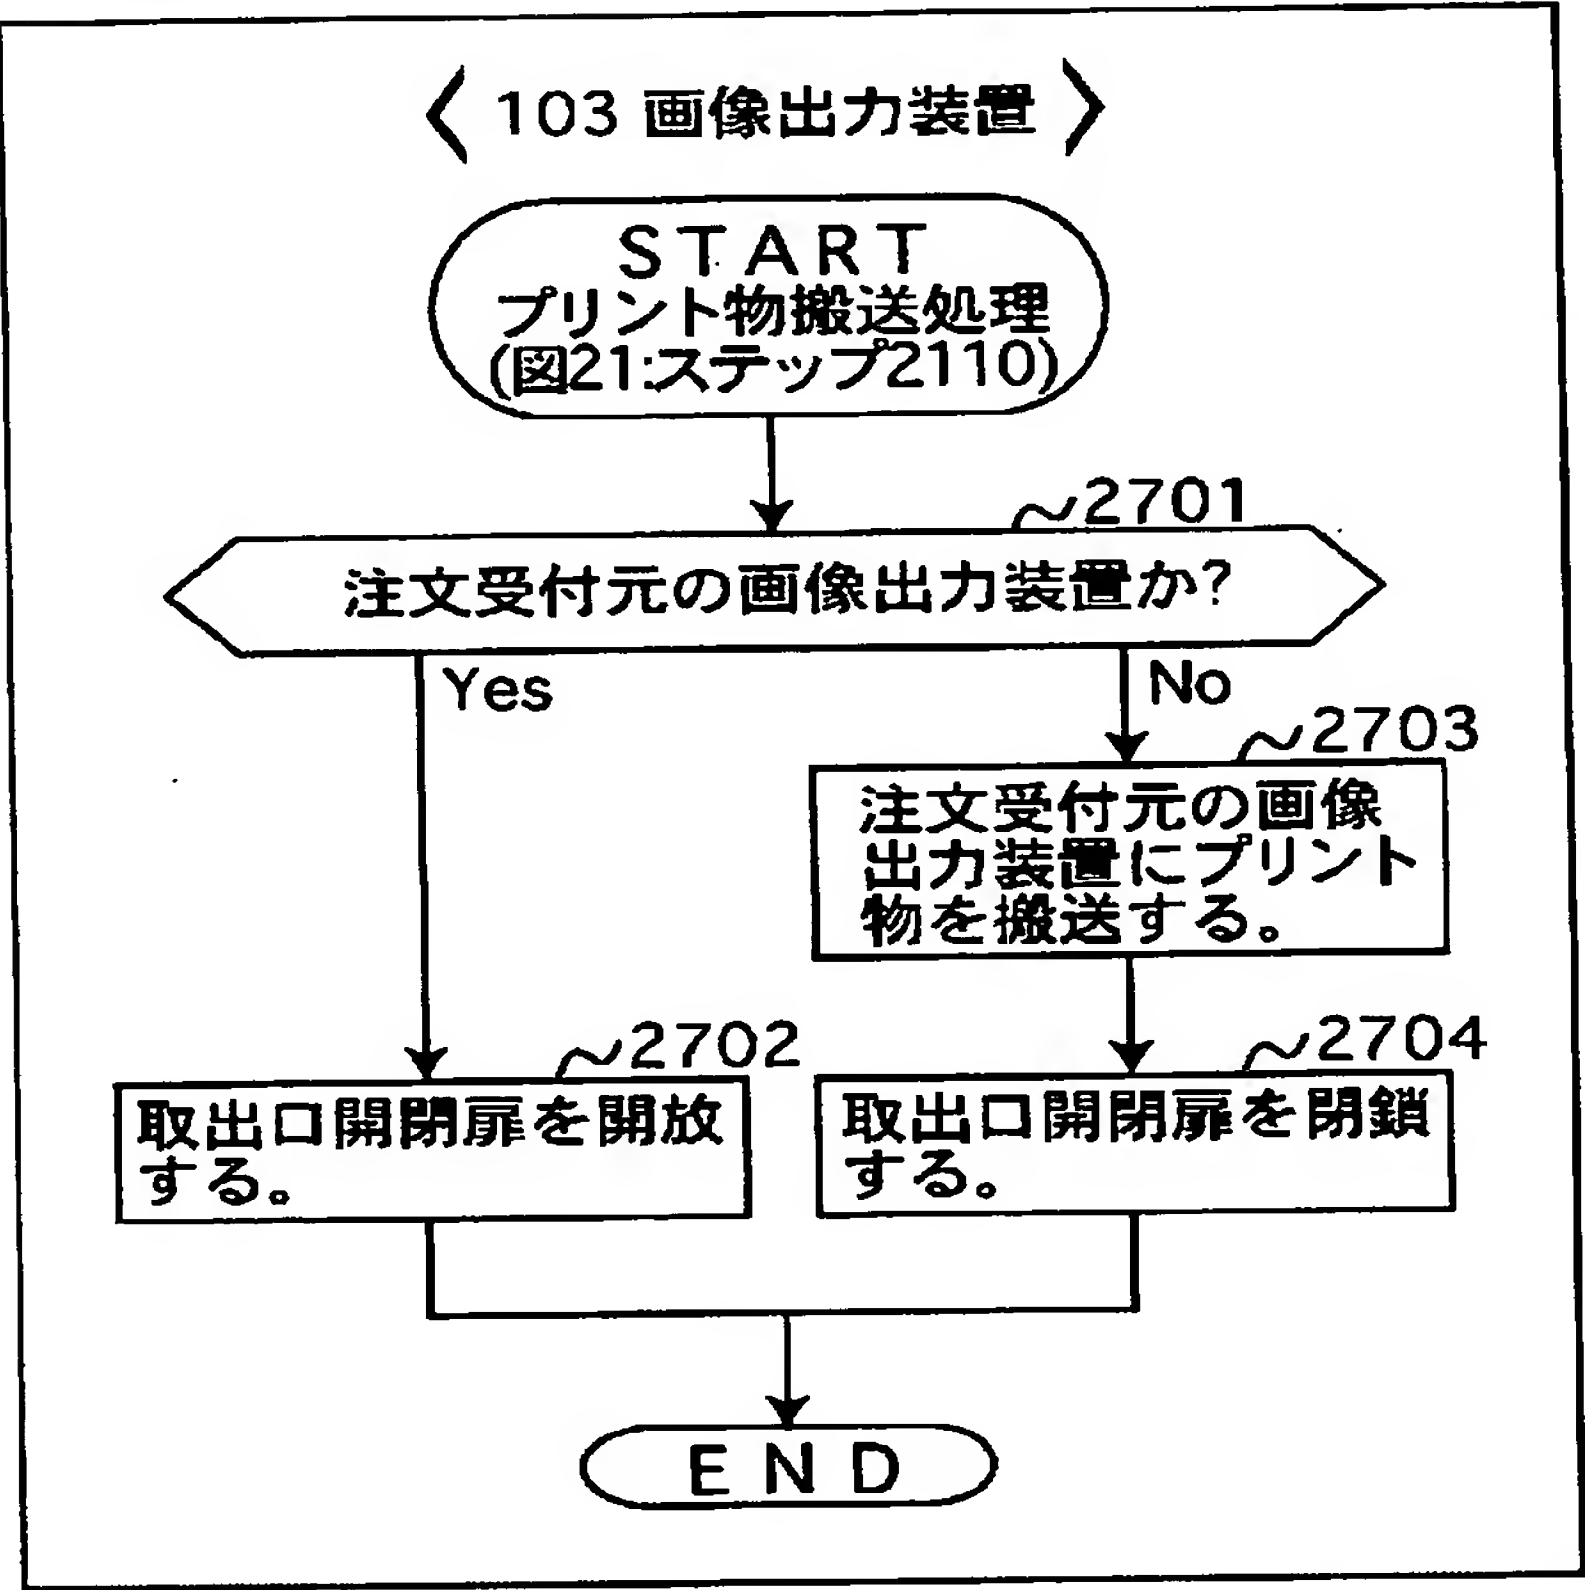 〈 103 画像出力装置 〉
START
プリント物搬送処理
(図21:ステップ2110)
2701
注文受付元の画像出力装置か?
Yes
No
2703
注文受付元の画像
出力装置にプリント
物を搬送する。
2702
取出口開閉扉を開放
する。
2704
取出口開閉扉を閉鎖
する。
END